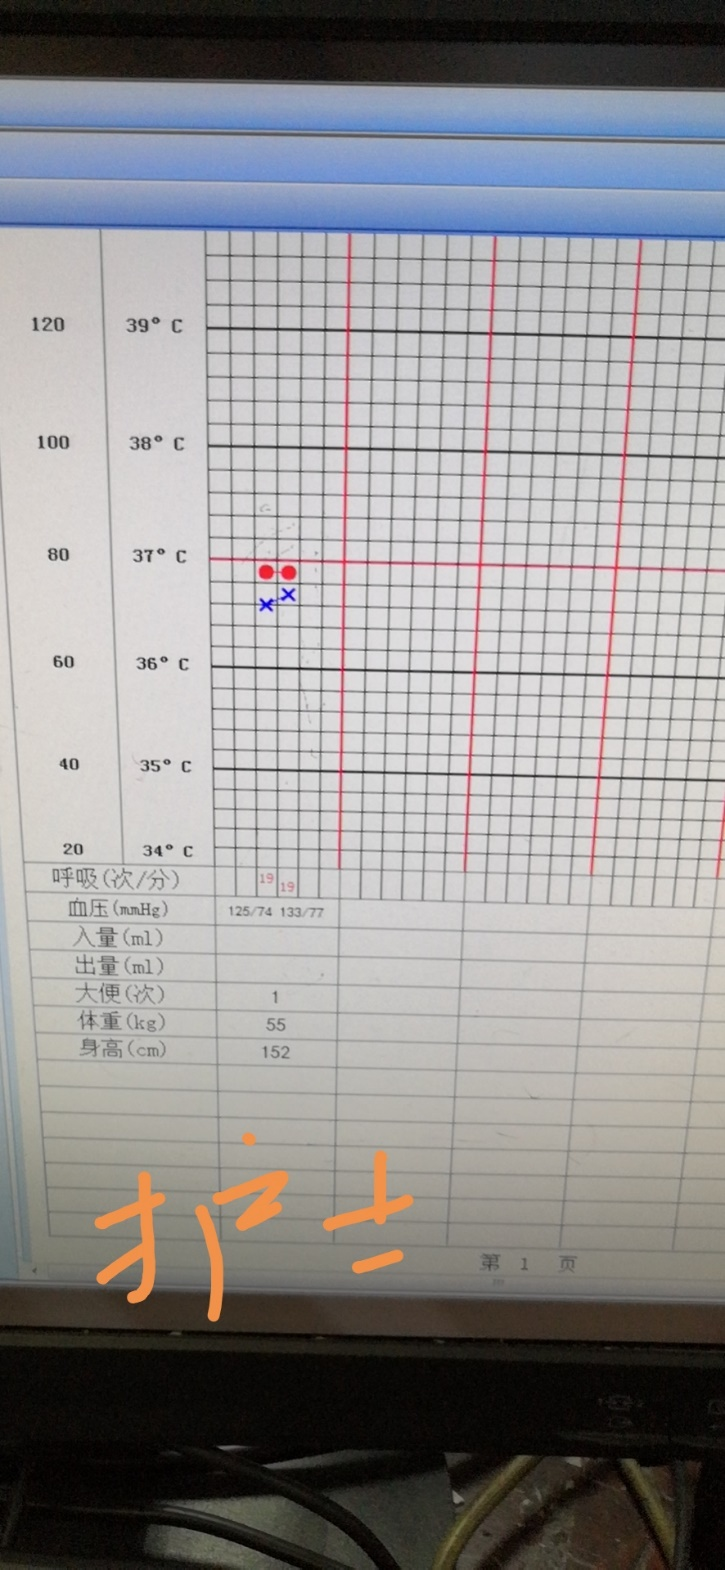 120 39° C
100 38° C
80 37° C
60 36° C
40 35° C
20 34° C
呼吸(次/分) 19 19
血压(mmHg) 125/74 133/77
入量(ml)
出量(ml)
大便(次) 1
体重(kg) 55
身高(cm) 152
护士
第 1 页